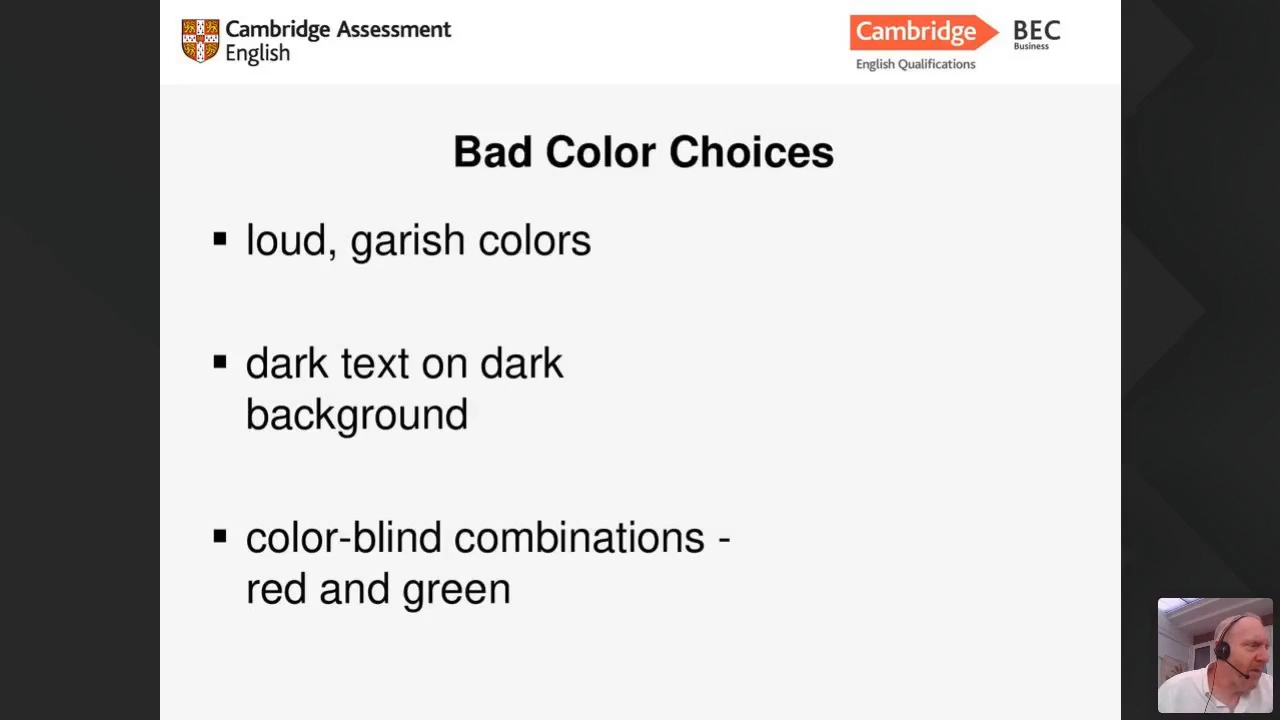 Cambridge Assessment
English
Cambridge
English Qualifications
BEC
Business
Bad Color Choices
▪ loud, garish colors
▪ dark text on dark
background
▪ color-blind combinations -
red and green